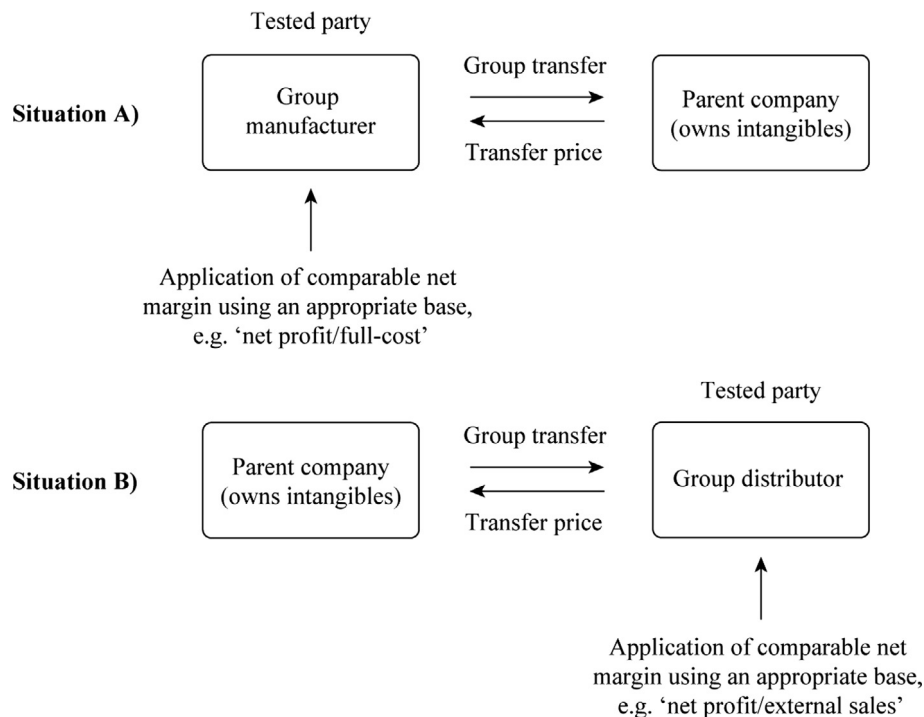 Tested party
Situation A)
Group
manufacturer
Group transfer
Transfer price
Parent company
(owns intangibles)
Application of comparable net
margin using an appropriate base,
e.g. ‘net profit/full-cost’
Tested party
Situation B)
Parent company
(owns intangibles)
Group transfer
Transfer price
Group distributor
Application of comparable net
margin using an appropriate base,
e.g. ‘net profit/external sales’